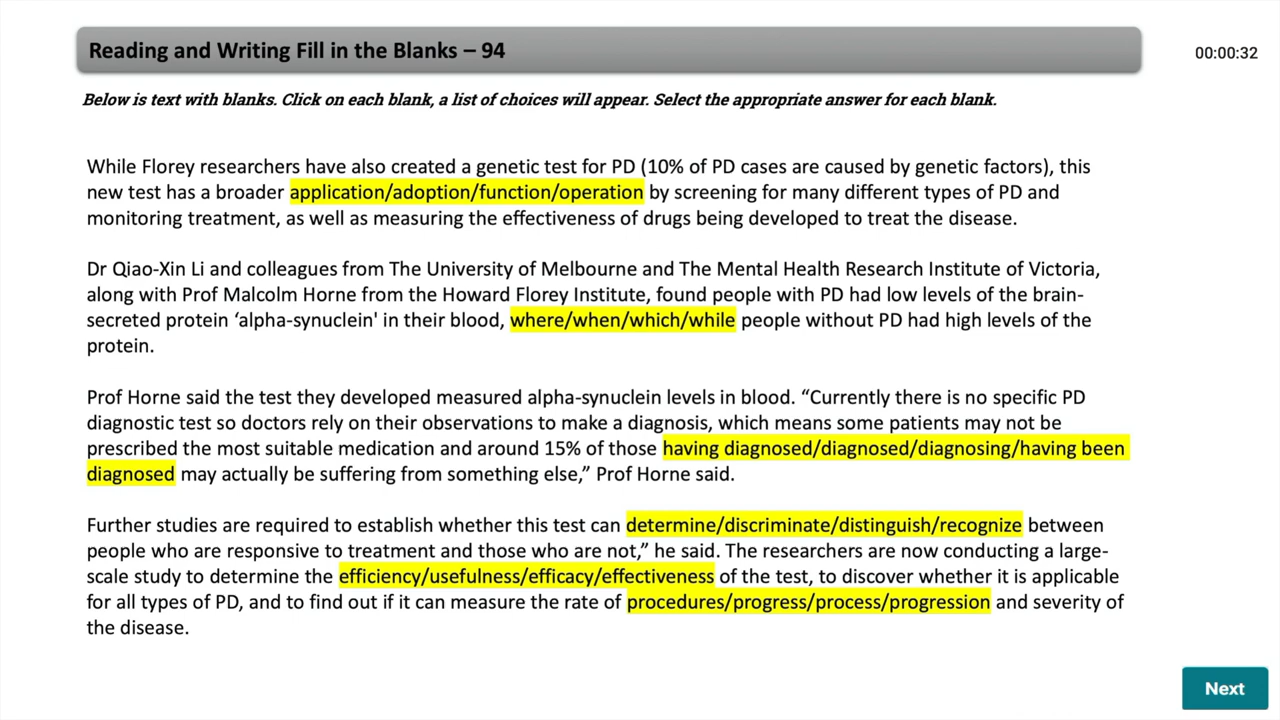 Reading and Writing Fill in the Blanks – 94
00:00:32
Below is text with blanks. Click on each blank, a list of choices will appear. Select the appropriate answer for each blank.
While Florey researchers have also created a genetic test for PD (10% of PD cases are caused by genetic factors), this
new test has a broader application/adoption/function/operation by screening for many different types of PD and
monitoring treatment, as well as measuring the effectiveness of drugs being developed to treat the disease.
Dr Qiao-Xin Li and colleagues from The University of Melbourne and The Mental Health Research Institute of Victoria,
along with Prof Malcolm Horne from the Howard Florey Institute, found people with PD had low levels of the brain-
secreted protein ‘alpha-synuclein' in their blood, where/when/which/while people without PD had high levels of the
protein.
Prof Horne said the test they developed measured alpha-synuclein levels in blood. “Currently there is no specific PD
diagnostic test so doctors rely on their observations to make a diagnosis, which means some patients may not be
prescribed the most suitable medication and around 15% of those having diagnosed/diagnosed/diagnosing/having been
diagnosed may actually be suffering from something else,” Prof Horne said.
Further studies are required to establish whether this test can determine/discriminate/distinguish/recognize between
people who are responsive to treatment and those who are not,” he said. The researchers are now conducting a large-
scale study to determine the efficiency/usefulness/efficacy/effectiveness of the test, to discover whether it is applicable
for all types of PD, and to find out if it can measure the rate of procedures/progress/process/progression and severity of
the disease.
Next